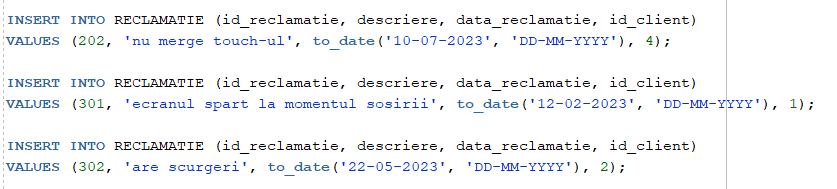 INSERT INTO RECLAMATIE (id_reclamatie, descriere, data_reclamatie, id_client)
VALUES (202, 'nu merge touch-ul', to_date('10-07-2023', 'DD-MM-YYYY'), 4);
INSERT INTO RECLAMATIE (id_reclamatie, descriere, data_reclamatie, id_client)
VALUES (301, 'ecranul spart la momentul sosirii', to_date('12-02-2023', 'DD-MM-YYYY'), 1);
INSERT INTO RECLAMATIE (id_reclamatie, descriere, data_reclamatie, id_client)
VALUES (302, 'are scurgeri', to_date('22-05-2023', 'DD-MM-YYYY'), 2);